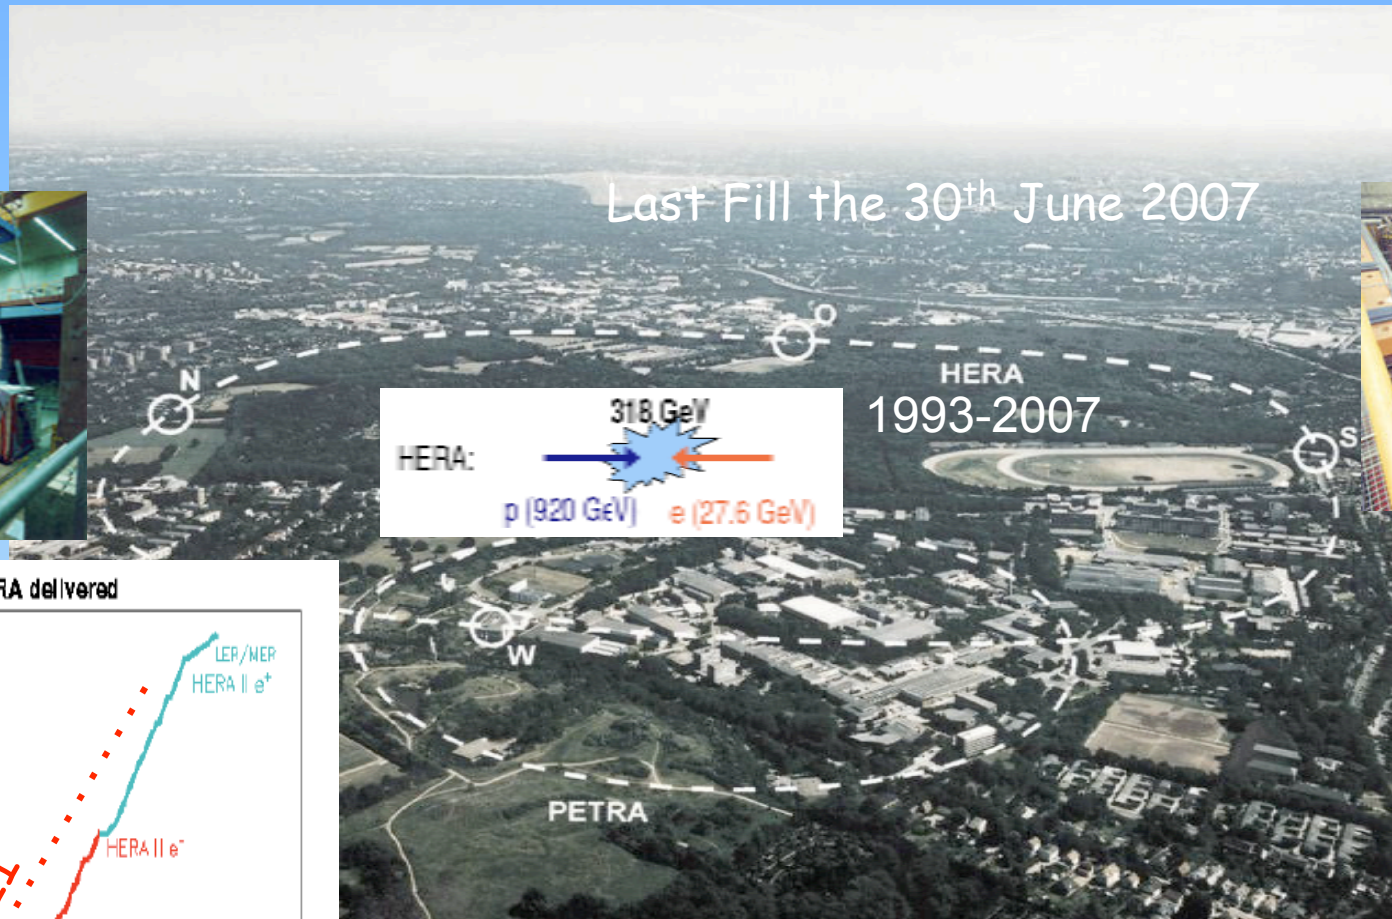 Last Fill the 30th June 2007
O
N
HERA
1993-2007
318 GeV
HERA:
p (920 GeV) e (27.6 GeV)
S
RA delivered
LER/MER
HERA II e+
W
PETRA
HERA II e-